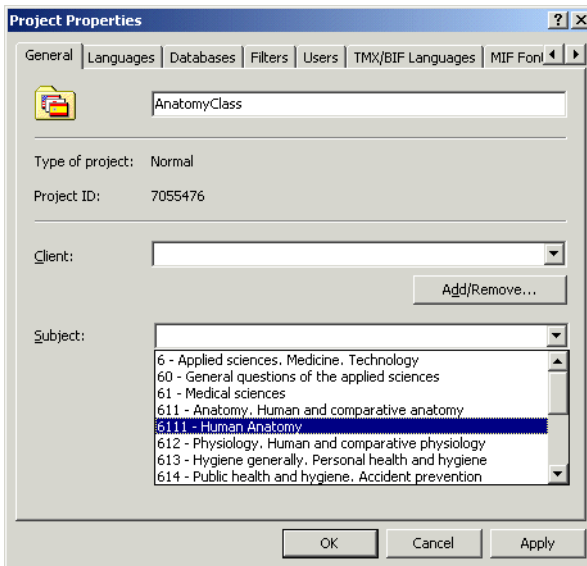 Project Properties
General Languages Databases Filters Users TMX/BIF Languages MIF Font
AnatomyClass
Type of project: Normal
Project ID: 7055476
Client:
Add/Remove...
Subject:
6 - Applied sciences. Medicine. Technology
60 - General questions of the applied sciences
61 - Medical sciences
611 - Anatomy. Human and comparative anatomy
6111 - Human Anatomy
612 - Physiology. Human and comparative physiology
613 - Hygiene generally. Personal health and hygiene
614 - Public health and hygiene. Accident prevention
OK Cancel Apply